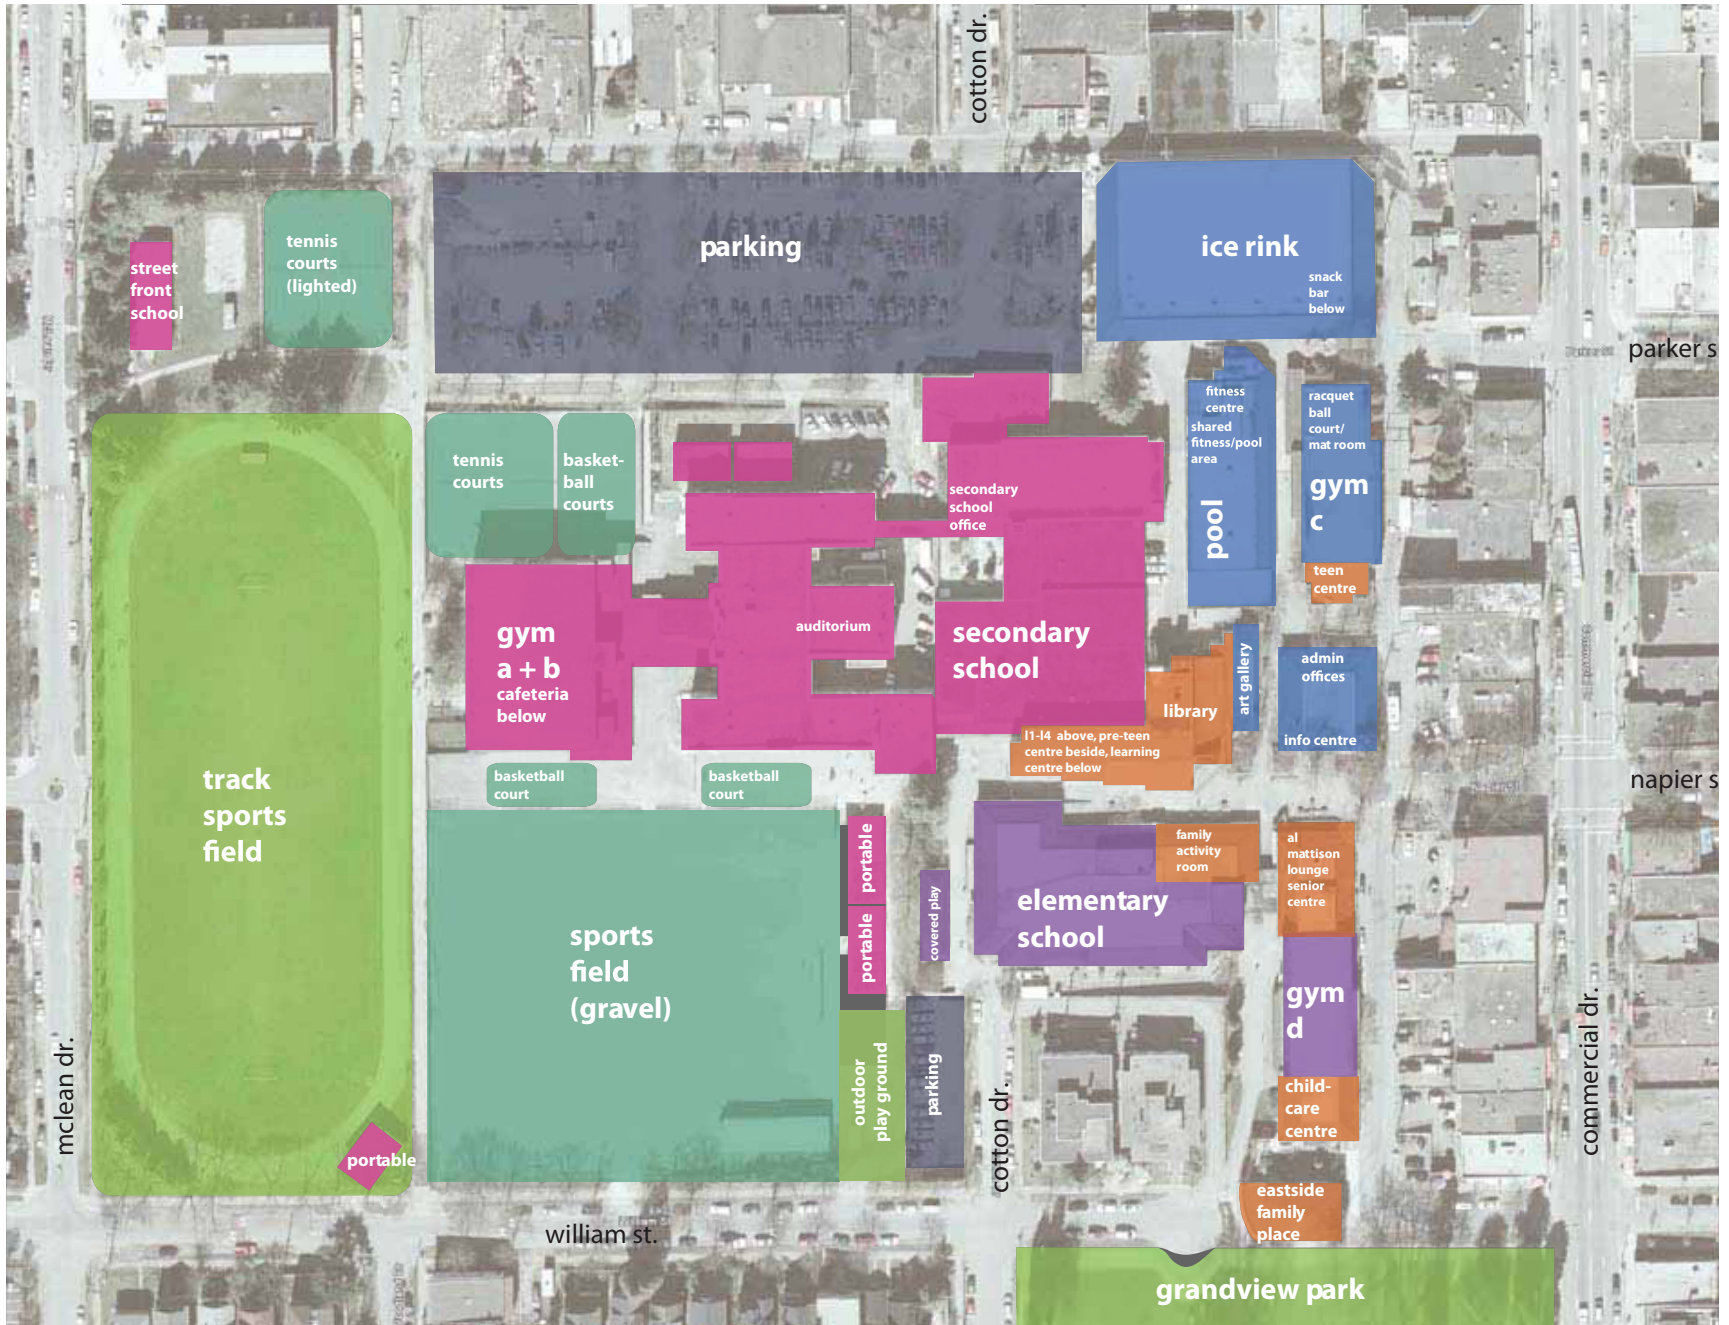 cotton dr.
parking
ice rink
snack
bar
below
tennis
courts
(lighted)
street
front
school
parker s
fitness
centre
shared
fitness/pool
area
pool
racquet
ball
court/
mat room
gym
c
teen
centre
tennis
courts
basket-
ball
courts
secondary
school
office
auditorium
gym
a + b
cafeteria
below
secondary
school
admin
offices
info centre
art gallery
library
l1-l4 above, pre-teen
centre beside, learning
centre below
basketball
court
basketball
court
napier s
track
sports
field
portable
portable
covered play
family
activity
room
elementary
school
al
mattison
lounge
senior
centre
sports
field
(gravel)
gym
d
outdoor
play ground
parking
child-
care
centre
mclean dr.
cotton dr.
commercial dr.
portable
eastside
family
place
william st.
grandview park